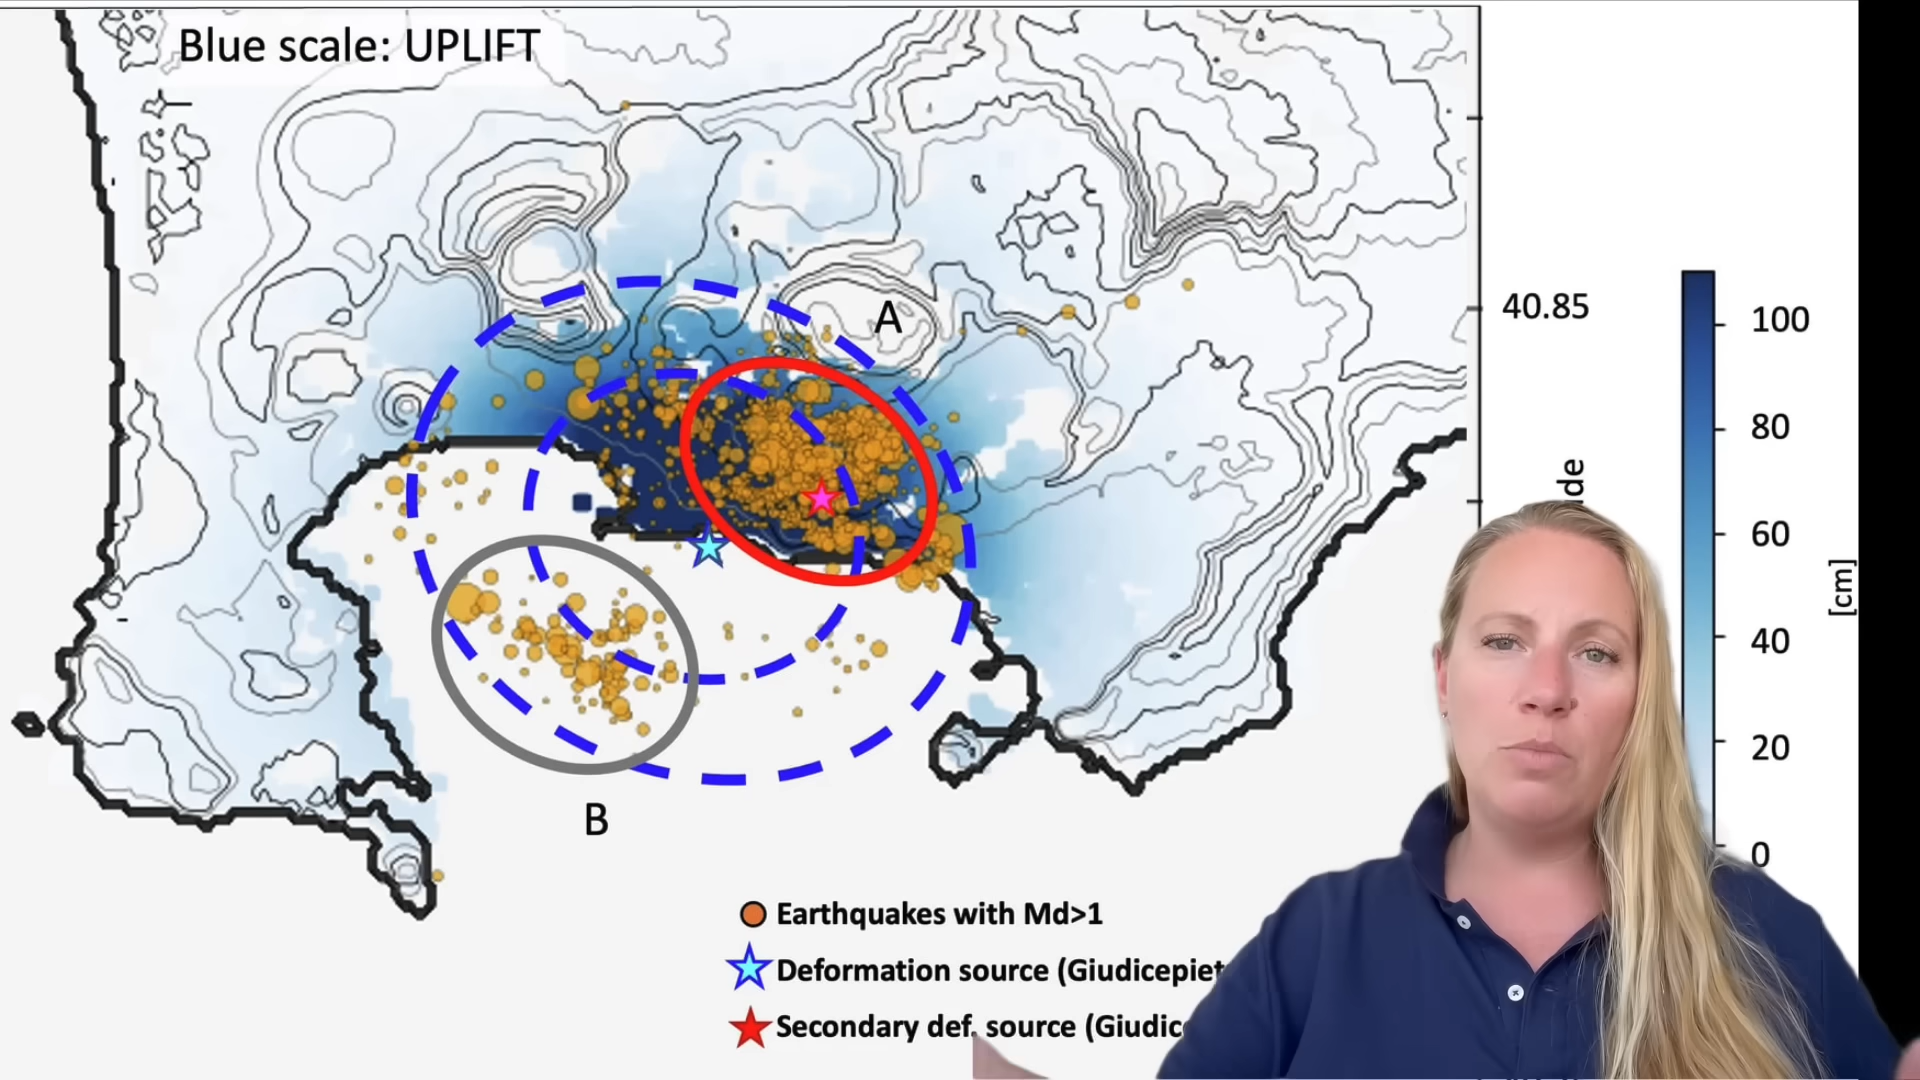 Blue scale: UPLIFT
A
40.85
100
80
60
40
20
0
[cm]
B
Earthquakes with Md>1
Deformation source (Giudicepiet
Secondary def. source (Giudic